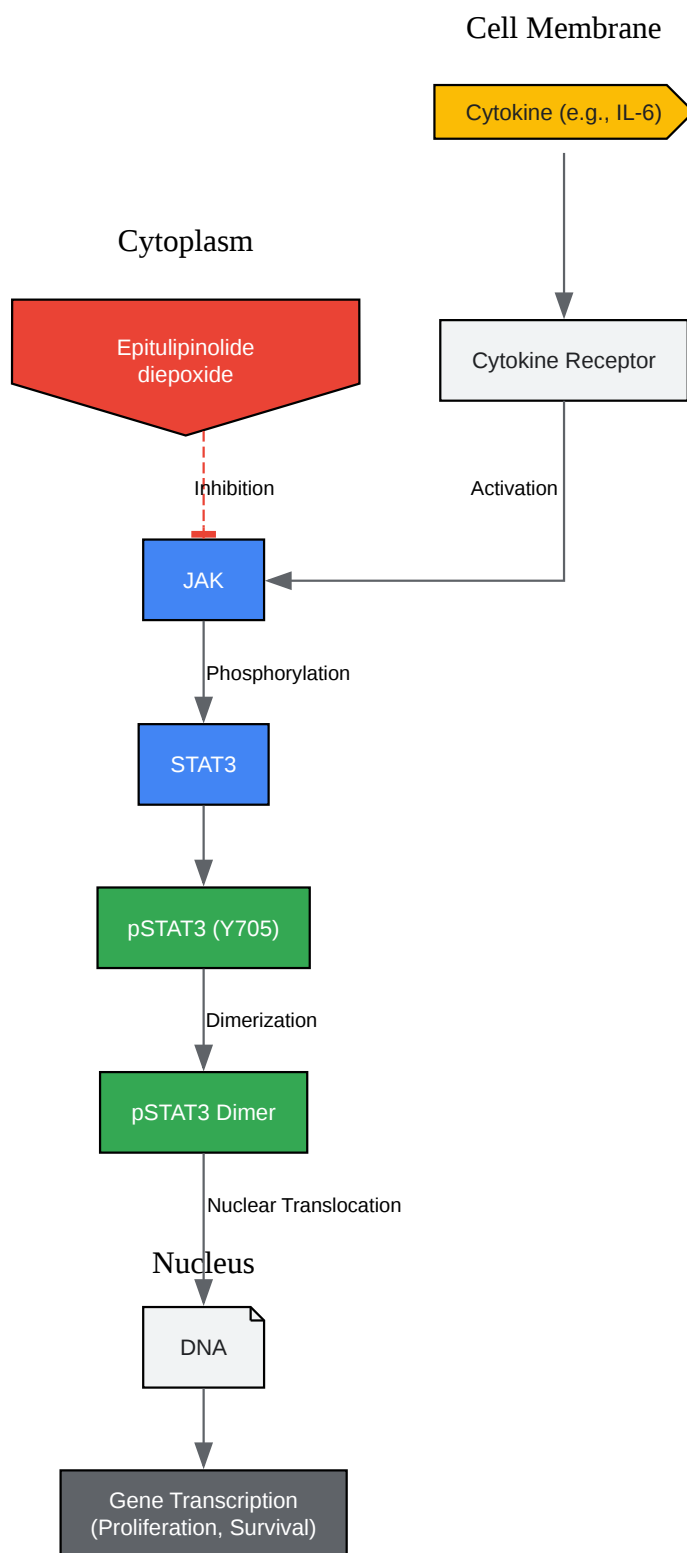 Cell Membrane
Cytokine (e.g., IL-6)
Cytoplasm
Epitulipinolide
diepoxide
Cytokine Receptor
Inhibition
Activation
JAK
Phosphorylation
STAT3
pSTAT3 (Y705)
Dimerization
pSTAT3 Dimer
Nuclear Translocation
Nucleus
DNA
Gene Transcription
(Proliferation, Survival)